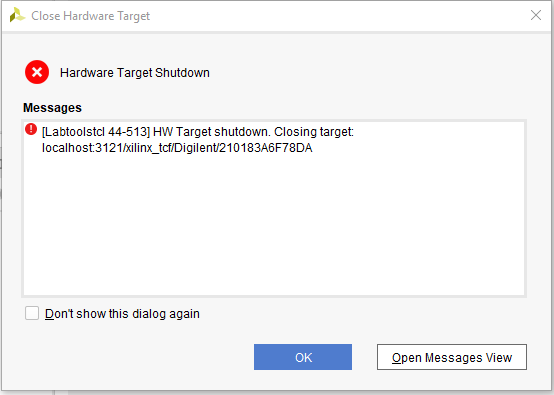 Close Hardware Target
Hardware Target Shutdown
Messages
[Labtoolstcl 44-513] HW Target shutdown. Closing target:
localhost:3121/xilinx_tcf/Digilent/210183A6F78DA
Don't show this dialog again
OK
Open Messages View